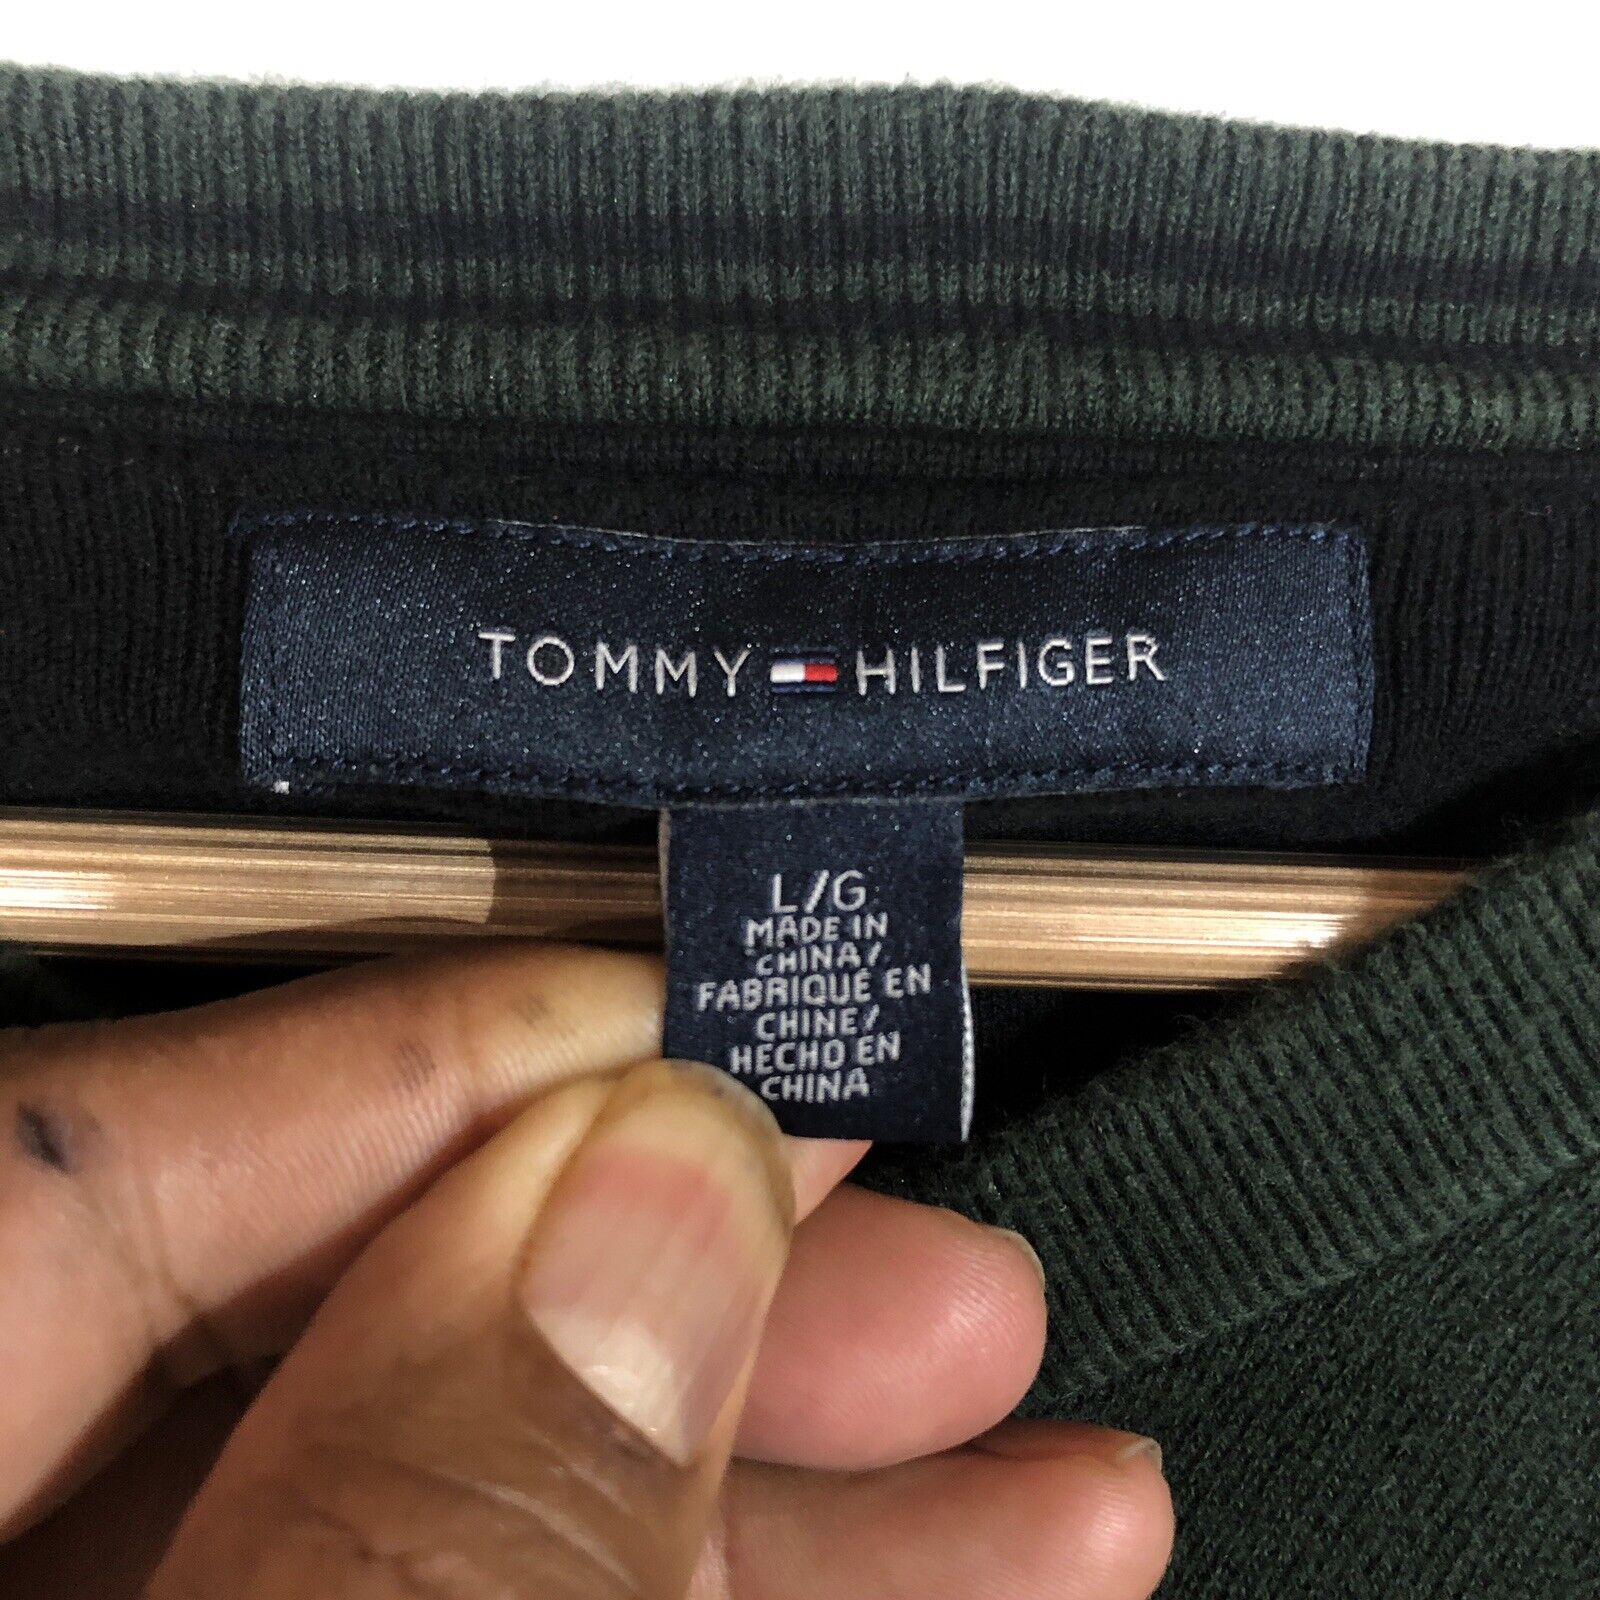 TOMMY HILFIGER
L/G
MADE IN
CHINA/
FABRIQUÉ EN
CHINE/
HECHO EN
CHINA